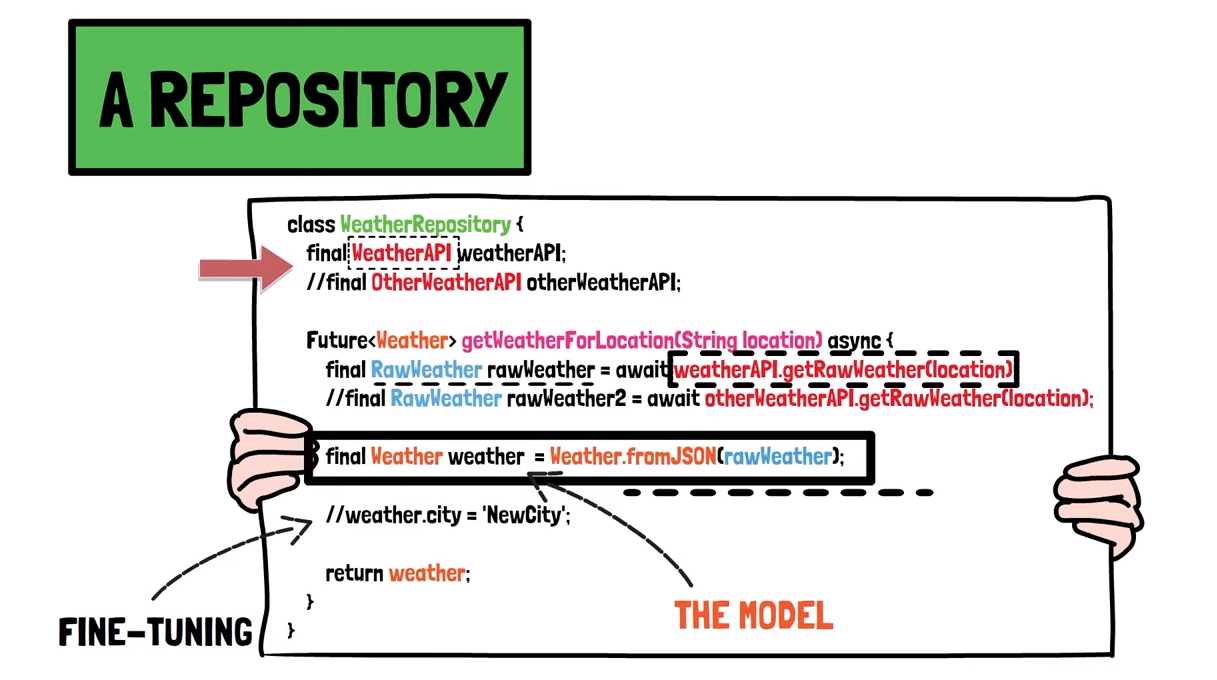 A REPOSITORY
class WeatherRepository {
final WeatherAPI weatherAPI;
//final OtherWeatherAPI otherWeatherAPI;
Future<Weather> getWeatherForLocation(String location) async {
final RawWeather rawWeather = await weatherAPI.getRawWeather(location)
//final RawWeather rawWeather2 = await otherWeatherAPI.getRawWeather(location);
final Weather weather = Weather.fromJSON(rawWeather);
//weather.city = 'NewCity';
return weather;
}
}
FINE-TUNING
THE MODEL